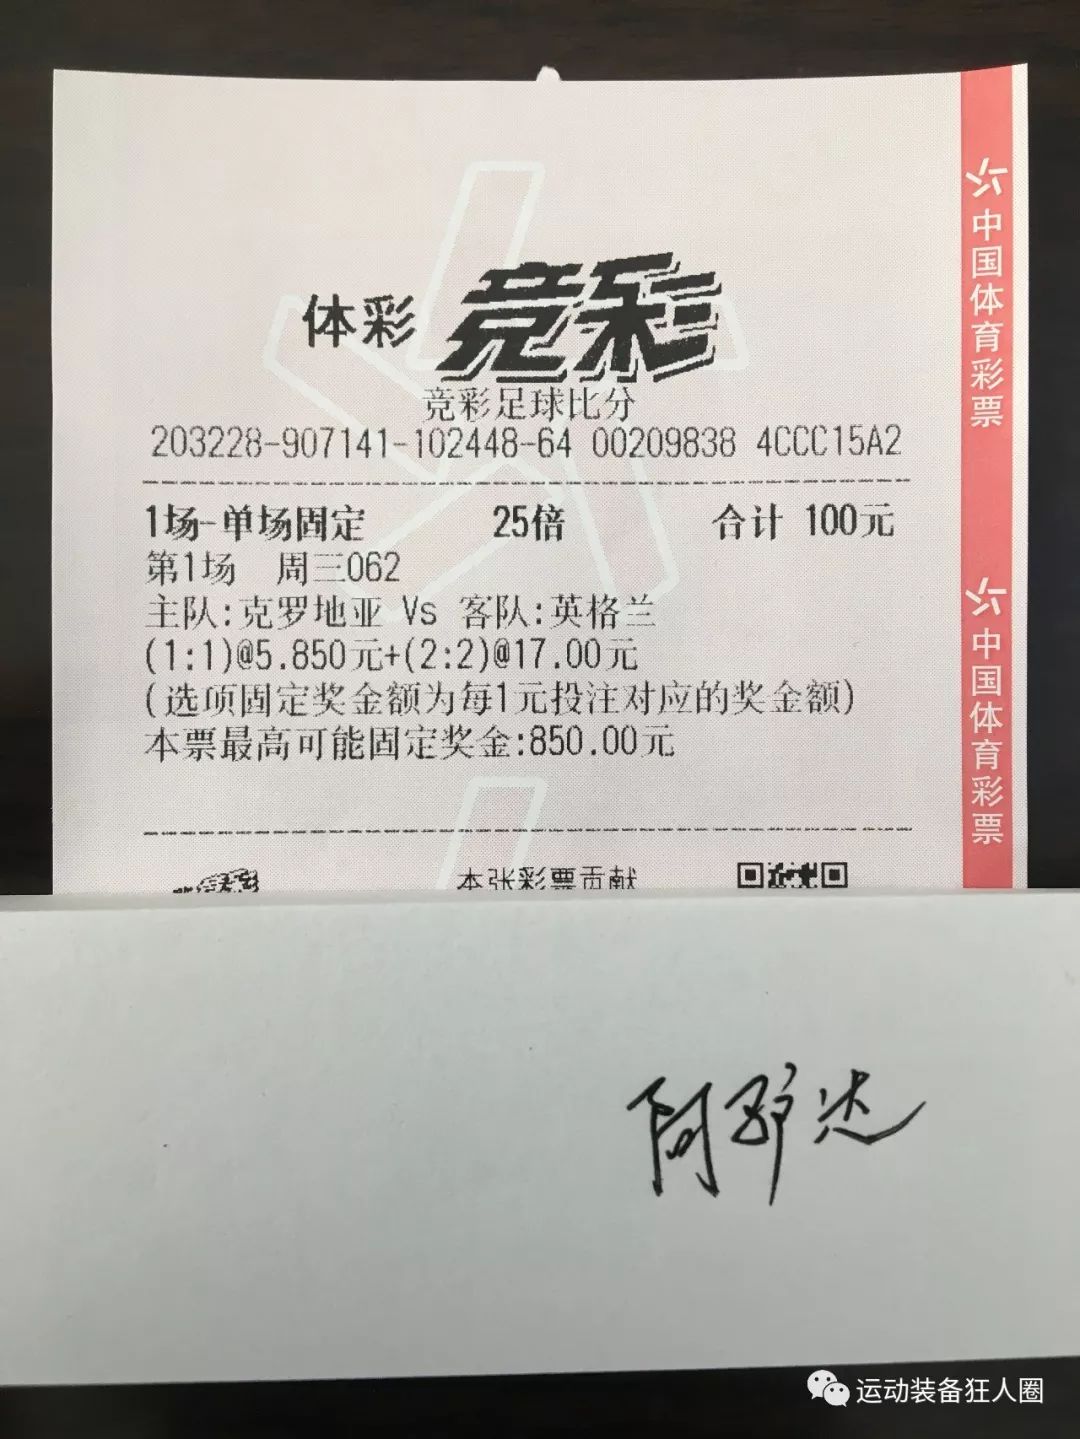 体彩 竞彩
竞彩足球比分
203228-907141-102448-64 00209838 4CCC15A2
1场-单场固定 25倍 合计 100元
第1场 周三062
主队:克罗地亚 Vs 客队:英格兰
(1:1)@5.850元+(2:2)@17.00元
(选项固定奖金额为每1元投注对应的奖金额)
本票最高可能固定奖金:850.00元
本张彩票贡献
中国体育彩票
中国体育彩票
阿驴达
运动装备狂人圈